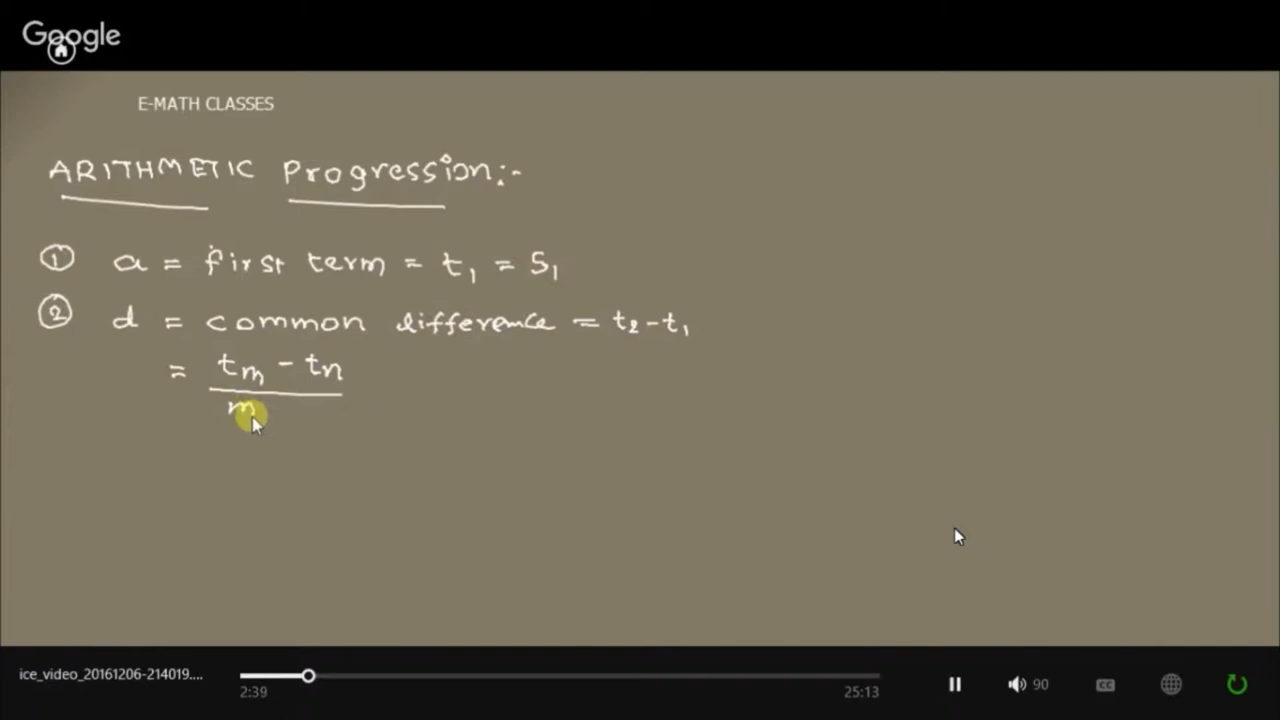 Google
E-MATH CLASSES
ARITHMETIC Progression:-
① a = first term = t₁ = S₁
② d = common difference = t₂-t₁
= tm - tn
m
ice_video_20161206-214019....
2:39
25:13
90
CC